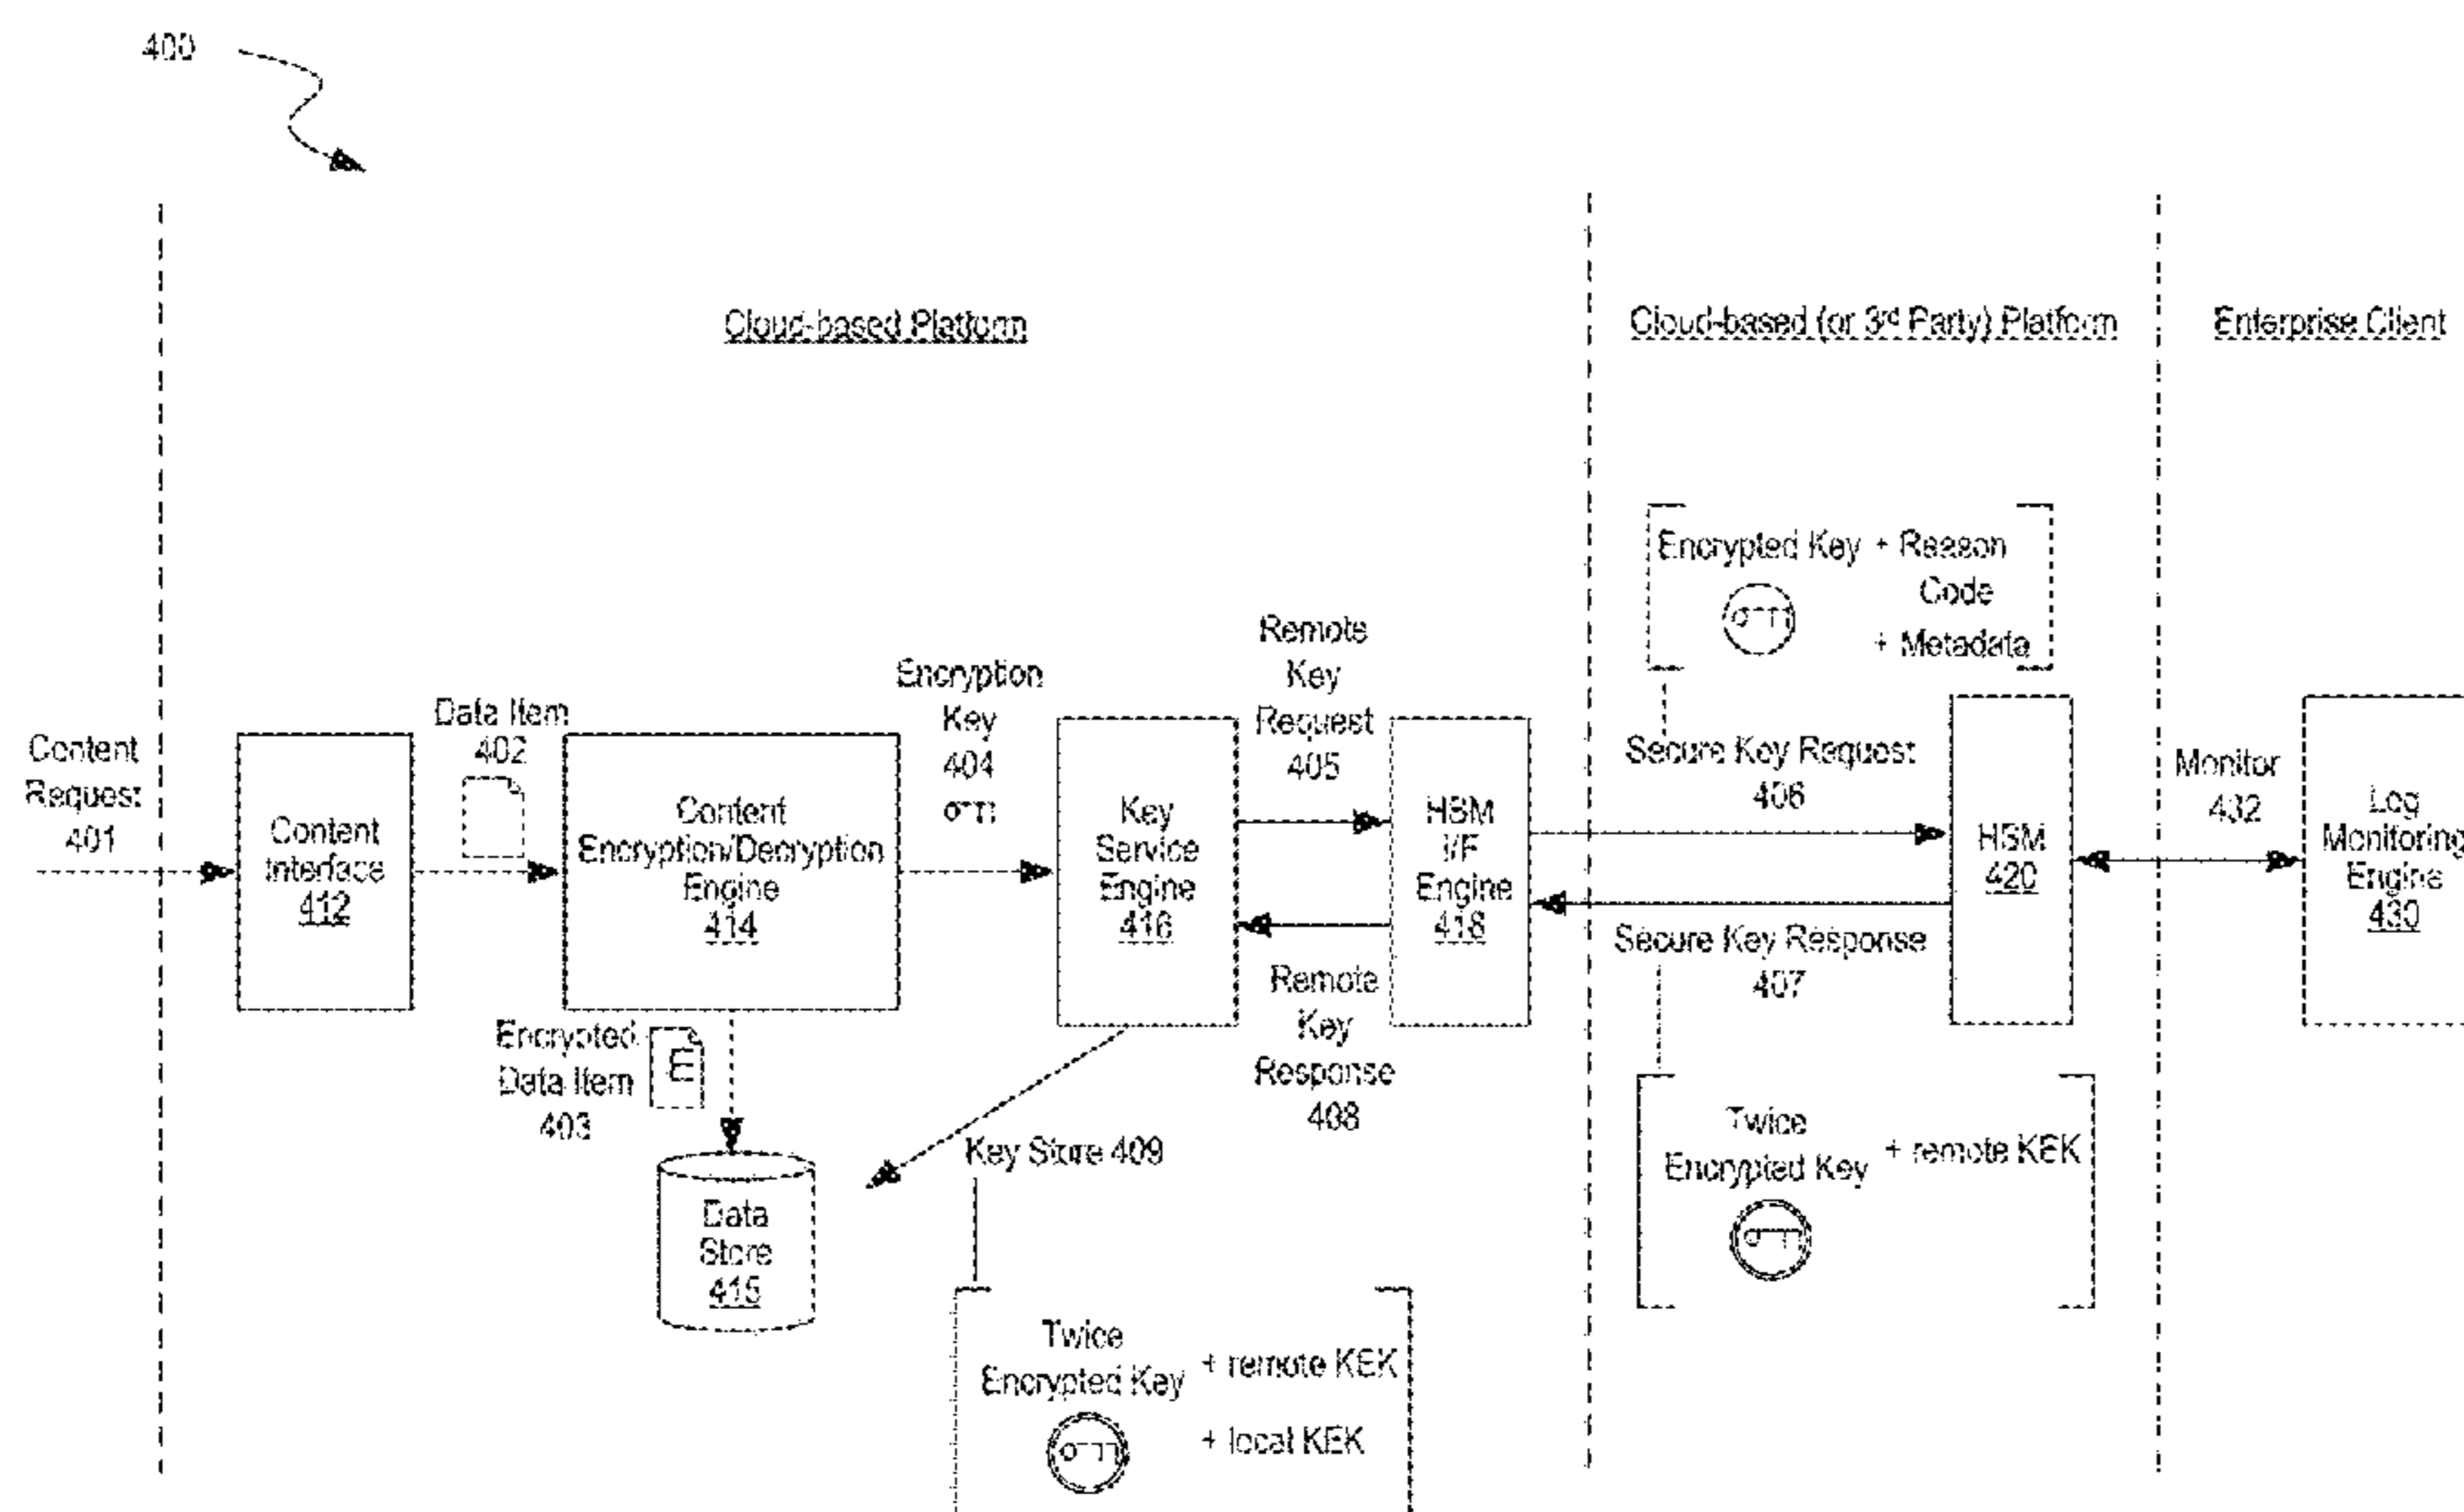 400
Cloud-based Platform
Cloud-based (or 3rd Party) Platform
Enterprise Client
Content
Request
401
Content
Interface
412
Data Item
402
Content
Encryption/Decryption
Engine
414
Encrypted
Data Item
403
E
Data
Store
415
Encryption
Key
404
Key
Service
Engine
416
Remote
Key
Request
405
Remote
Key
Response
408
HSM
I/F
Engine
418
Key Store 409
Twice
Encrypted Key
+ remote KEK
+ local KEK
Encrypted Key + Reason
Code
+ Metadata
Secure Key Request
406
Secure Key Response
407
Twice
Encrypted Key
+ remote KEK
HSM
420
Monitor
432
Log
Monitoring
Engine
430